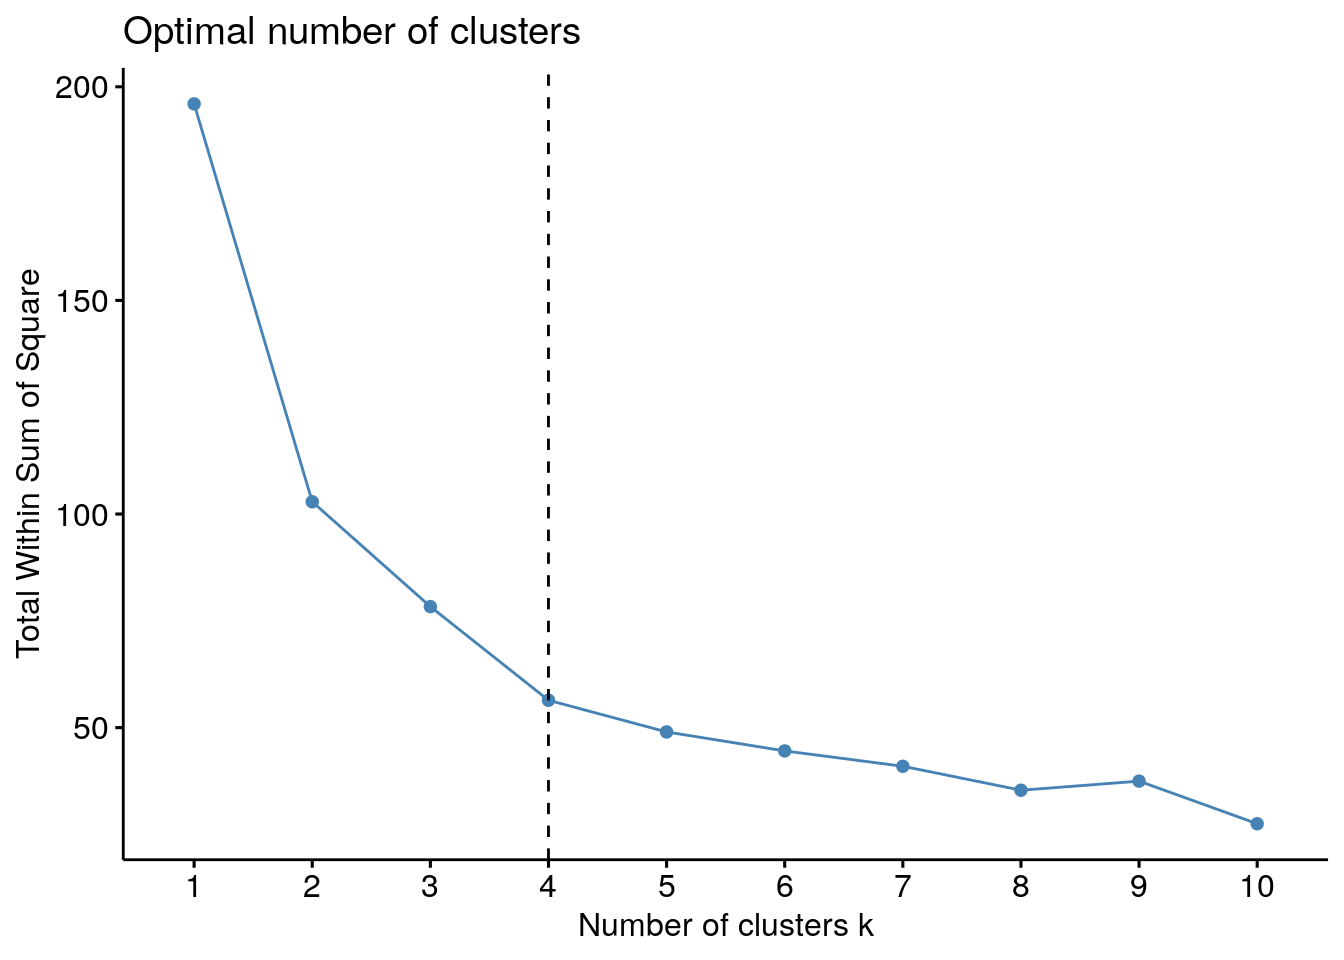 Optimal number of clusters
200
150
100
50
Total Within Sum of Square
1 2 3 4 5 6 7 8 9 10
Number of clusters k